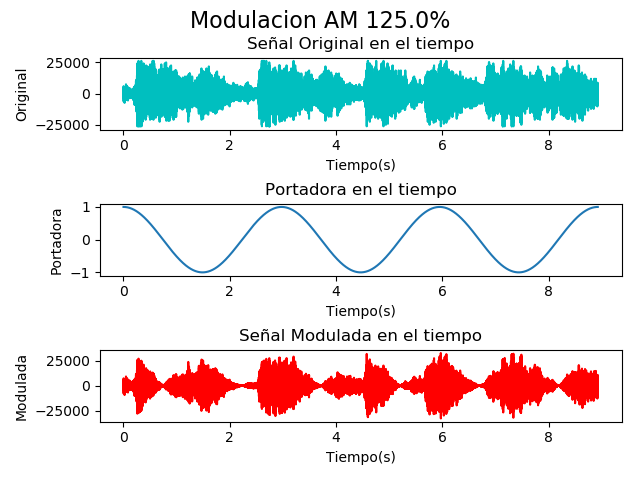 Modulacion AM 125.0%
Señal Original en el tiempo
25000
0
−25000
Original
0 2 4 6 8
Tiempo(s)
Portadora en el tiempo
1
0
−1
Portadora
0 2 4 6 8
Tiempo(s)
Señal Modulada en el tiempo
25000
0
−25000
Modulada
0 2 4 6 8
Tiempo(s)